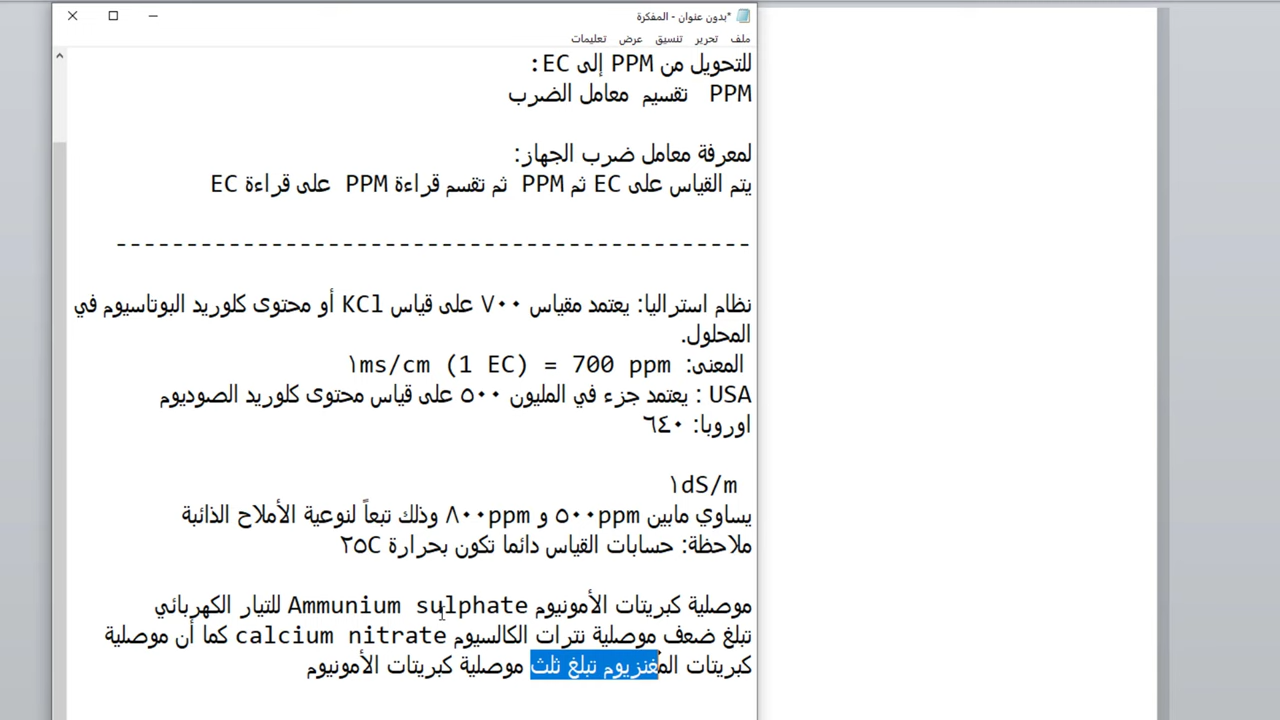 *بدون عنوان - المفكرة
ملف تحرير تنسيق عرض تعليمات
للتحويل من PPM إلى EC:
PPM تقسيم معامل الضرب
لمعرفة معامل ضرب الجهاز:
يتم القياس على EC ثم PPM ثم تقسم قراءة PPM على قراءة EC
-------------------------------------------
نظام استراليا: يعتمد مقياس ٧٠٠ على قياس KCl أو محتوى كلوريد البوتاسيوم في
المحلول.
المعنى: ١ms/cm (1 EC) = 700 ppm
USA : يعتمد جزء في المليون ٥٠٠ على قياس محتوى كلوريد الصوديوم
اوروبا: ٦٤٠
١dS/m
يساوي مابين ٥٠٠ppm و ٨٠٠ppm وذلك تبعاً لنوعية الأملاح الذائبة
ملاحظة: حسابات القياس دائما تكون بحرارة ٢٥C
موصلية كبريتات الأمونيوم Ammunium sulphate للتيار الكهربائي
تبلغ ضعف موصلية نترات الكالسيوم calcium nitrate كما أن موصلية
كبريتات المغنزيوم تبلغ ثلث موصلية كبريتات الأمونيوم